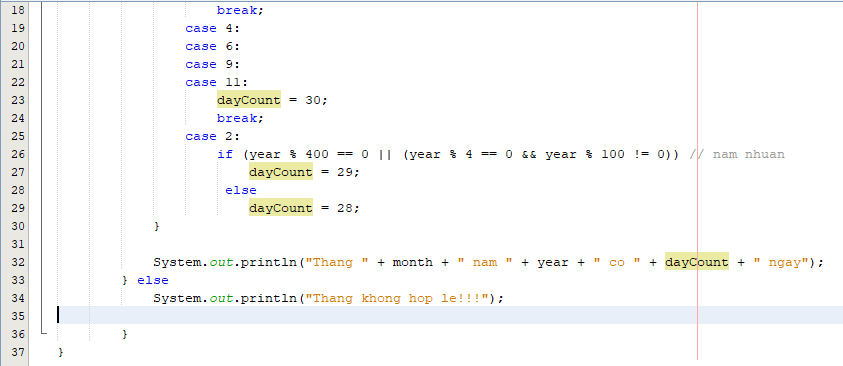 18 break;
19 case 4:
20 case 6:
21 case 9:
22 case 11:
23 dayCount = 30;
24 break;
25 case 2:
26 if (year % 400 == 0 || (year % 4 == 0 && year % 100 != 0)) // nam nhuan
27 dayCount = 29;
28 else
29 dayCount = 28;
30 }
31
32 System.out.println("Thang " + month + " nam " + year + " co " + dayCount + " ngay");
33 } else
34 System.out.println("Thang khong hop le!!!");
35
36 }
37 }